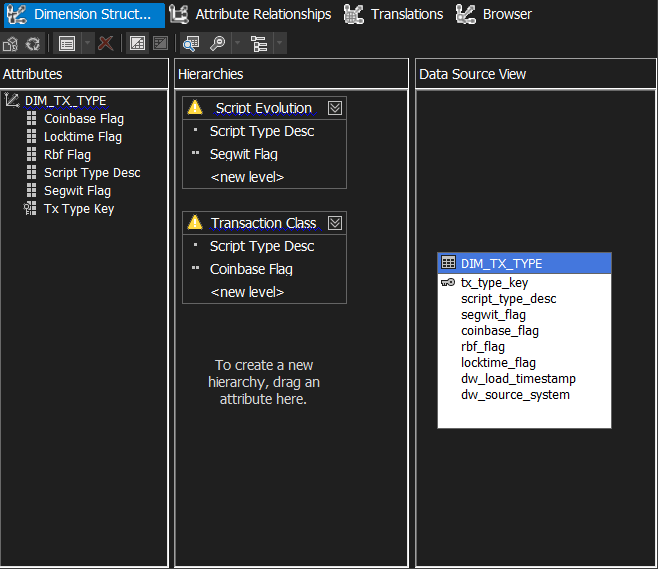 Dimension Struct...
Attribute Relationships
Translations
Browser
Attributes
DIM_TX_TYPE
Coinbase Flag
Locktime Flag
Rbf Flag
Script Type Desc
Segwit Flag
Tx Type Key
Hierarchies
Script Evolution
Script Type Desc
Segwit Flag
<new level>
Transaction Class
Script Type Desc
Coinbase Flag
<new level>
To create a new
hierarchy, drag an
attribute here.
Data Source View
DIM_TX_TYPE
tx_type_key
script_type_desc
segwit_flag
coinbase_flag
rbf_flag
locktime_flag
dw_load_timestamp
dw_source_system